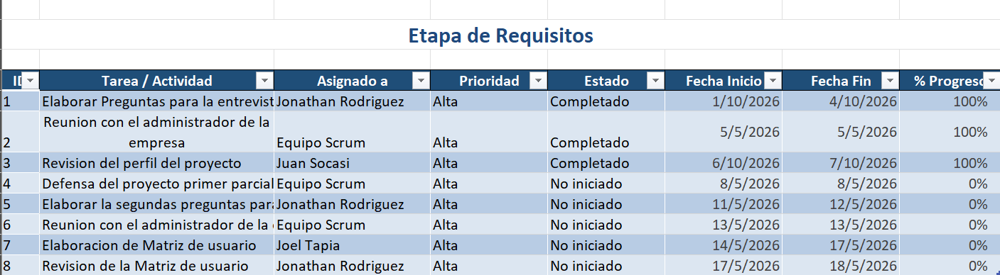 Etapa de Requisitos
ID Tarea / Actividad Asignado a Prioridad Estado Fecha Inicio Fecha Fin % Progreso
1 Elaborar Preguntas para la entrevist Jonathan Rodriguez Alta Completado 1/10/2026 4/10/2026 100%
Reunion con el administrador de la
2 empresa Equipo Scrum Alta Completado 5/5/2026 5/5/2026 100%
3 Revision del perfil del proyecto Juan Socasi Alta Completado 6/10/2026 7/10/2026 100%
4 Defensa del proyecto primer parcial Equipo Scrum Alta No iniciado 8/5/2026 8/5/2026 0%
5 Elaborar la segundas preguntas para Jonathan Rodriguez Alta No iniciado 11/5/2026 12/5/2026 0%
6 Reunion con el administrador de la Equipo Scrum Alta No iniciado 13/5/2026 13/5/2026 0%
7 Elaboracion de Matriz de usuario Joel Tapia Alta No iniciado 14/5/2026 17/5/2026 0%
8 Revision de la Matriz de usuario Jonathan Rodriguez Alta No iniciado 17/5/2026 18/5/2026 0%